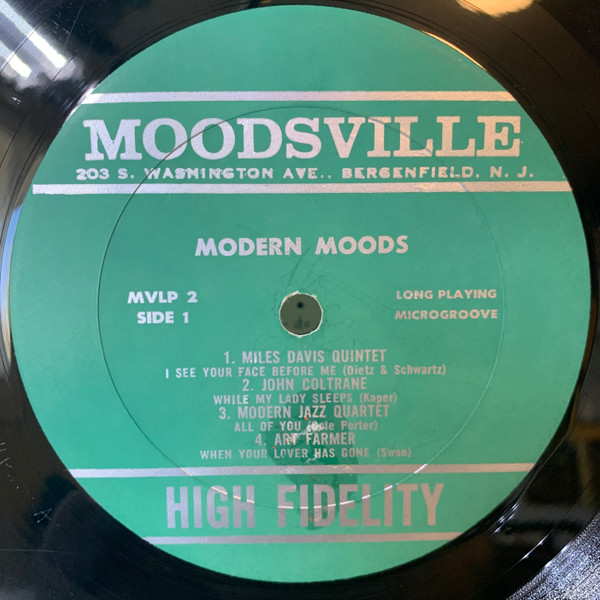 MOODSVILLE
203 S. WASHINGTON AVE., BERGENFIELD, N. J.
MODERN MOODS
MVLP 2
SIDE 1
LONG PLAYING
MICROGROOVE
1. MILES DAVIS QUINTET
I SEE YOUR FACE BEFORE ME (Dietz & Schwartz)
2. JOHN COLTRANE
WHILE MY LADY SLEEPS (Kaper)
3. MODERN JAZZ QUARTET
ALL OF YOU (Cole Porter)
4. ART FARMER
WHEN YOUR LOVER HAS GONE (Swan)
HIGH FIDELITY